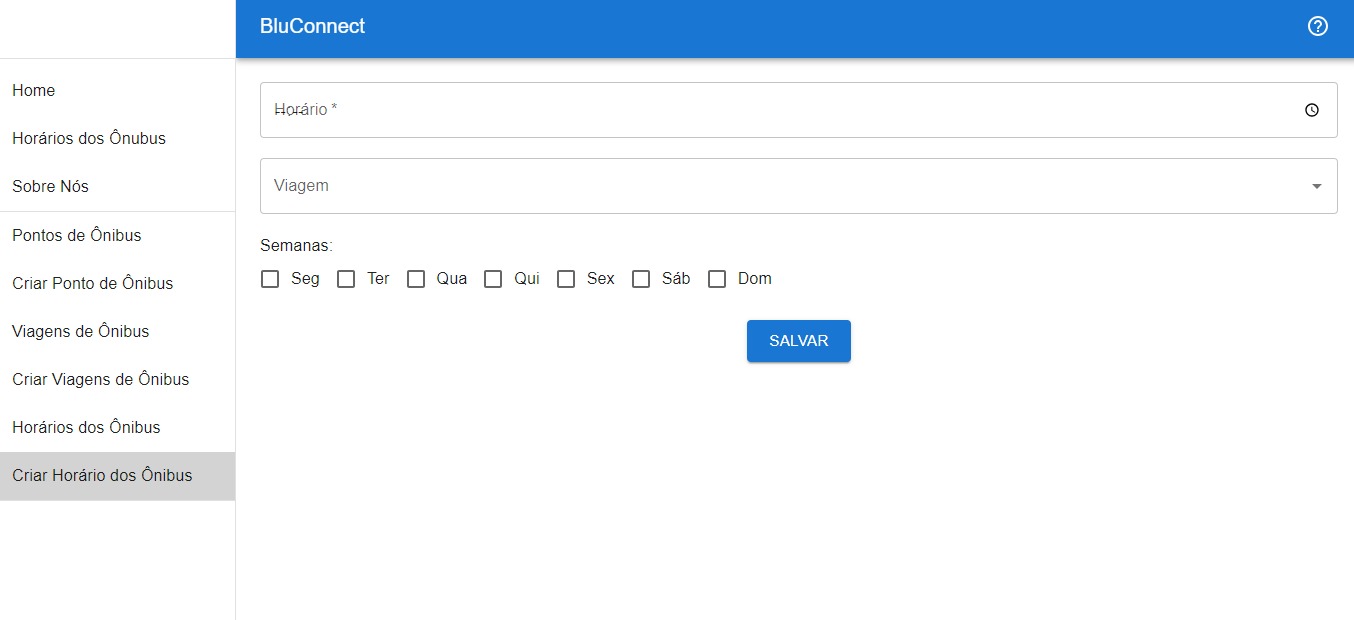 BluConnect
Home
Horários dos Ônubus
Sobre Nós
Pontos de Ônibus
Criar Ponto de Ônibus
Viagens de Ônibus
Criar Viagens de Ônibus
Horários dos Ônibus
Criar Horário dos Ônibus
Horário *
Viagem
Semanas:
Seg Ter Qua Qui Sex Sáb Dom
SALVAR